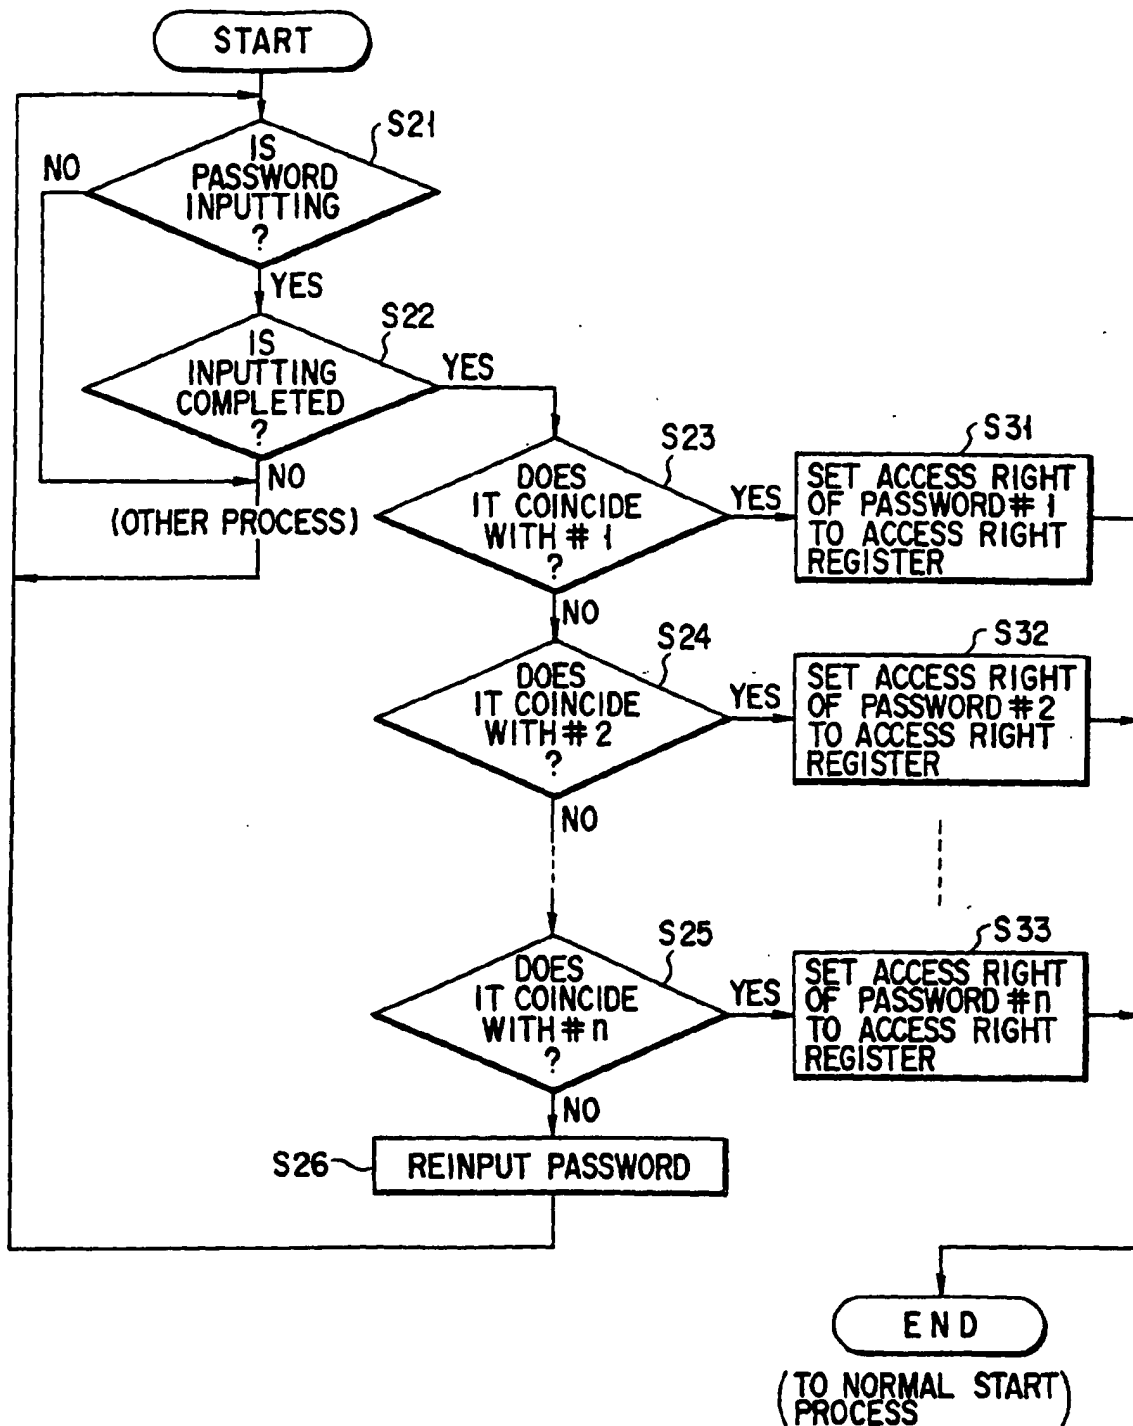 START
S21
IS
PASSWORD
INPUTTING
?
NO
YES
S22
IS
INPUTTING
COMPLETED
?
YES
NO
(OTHER PROCESS)
S23
DOES
IT COINCIDE
WITH # 1
?
YES
NO
S31
SET ACCESS RIGHT
OF PASSWORD # 1
TO ACCESS RIGHT
REGISTER
S24
DOES
IT COINCIDE
WITH # 2
?
YES
NO
S32
SET ACCESS RIGHT
OF PASSWORD # 2
TO ACCESS RIGHT
REGISTER
S25
DOES
IT COINCIDE
WITH # n
?
YES
NO
S33
SET ACCESS RIGHT
OF PASSWORD # n
TO ACCESS RIGHT
REGISTER
S26
REINPUT PASSWORD
END
(TO NORMAL START
PROCESS)